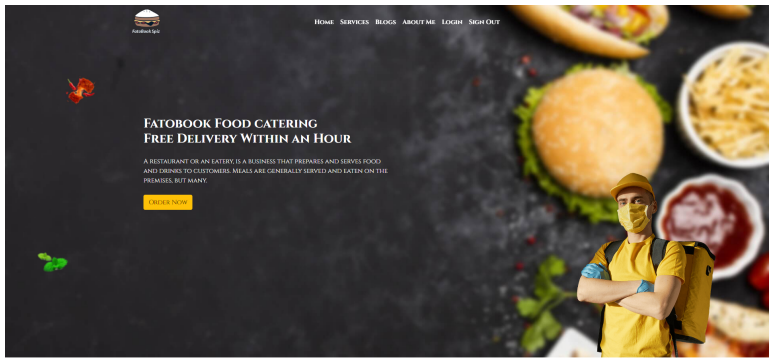 FatoBook Spiz
Home Services Blogs About Me Login Sign Out
Fatobook Food catering
Free Delivery Within an Hour
A restaurant or an eatery, is a business that prepares and serves food
and drinks to customers. Meals are generally served and eaten on the
premises, but many.
Order Now